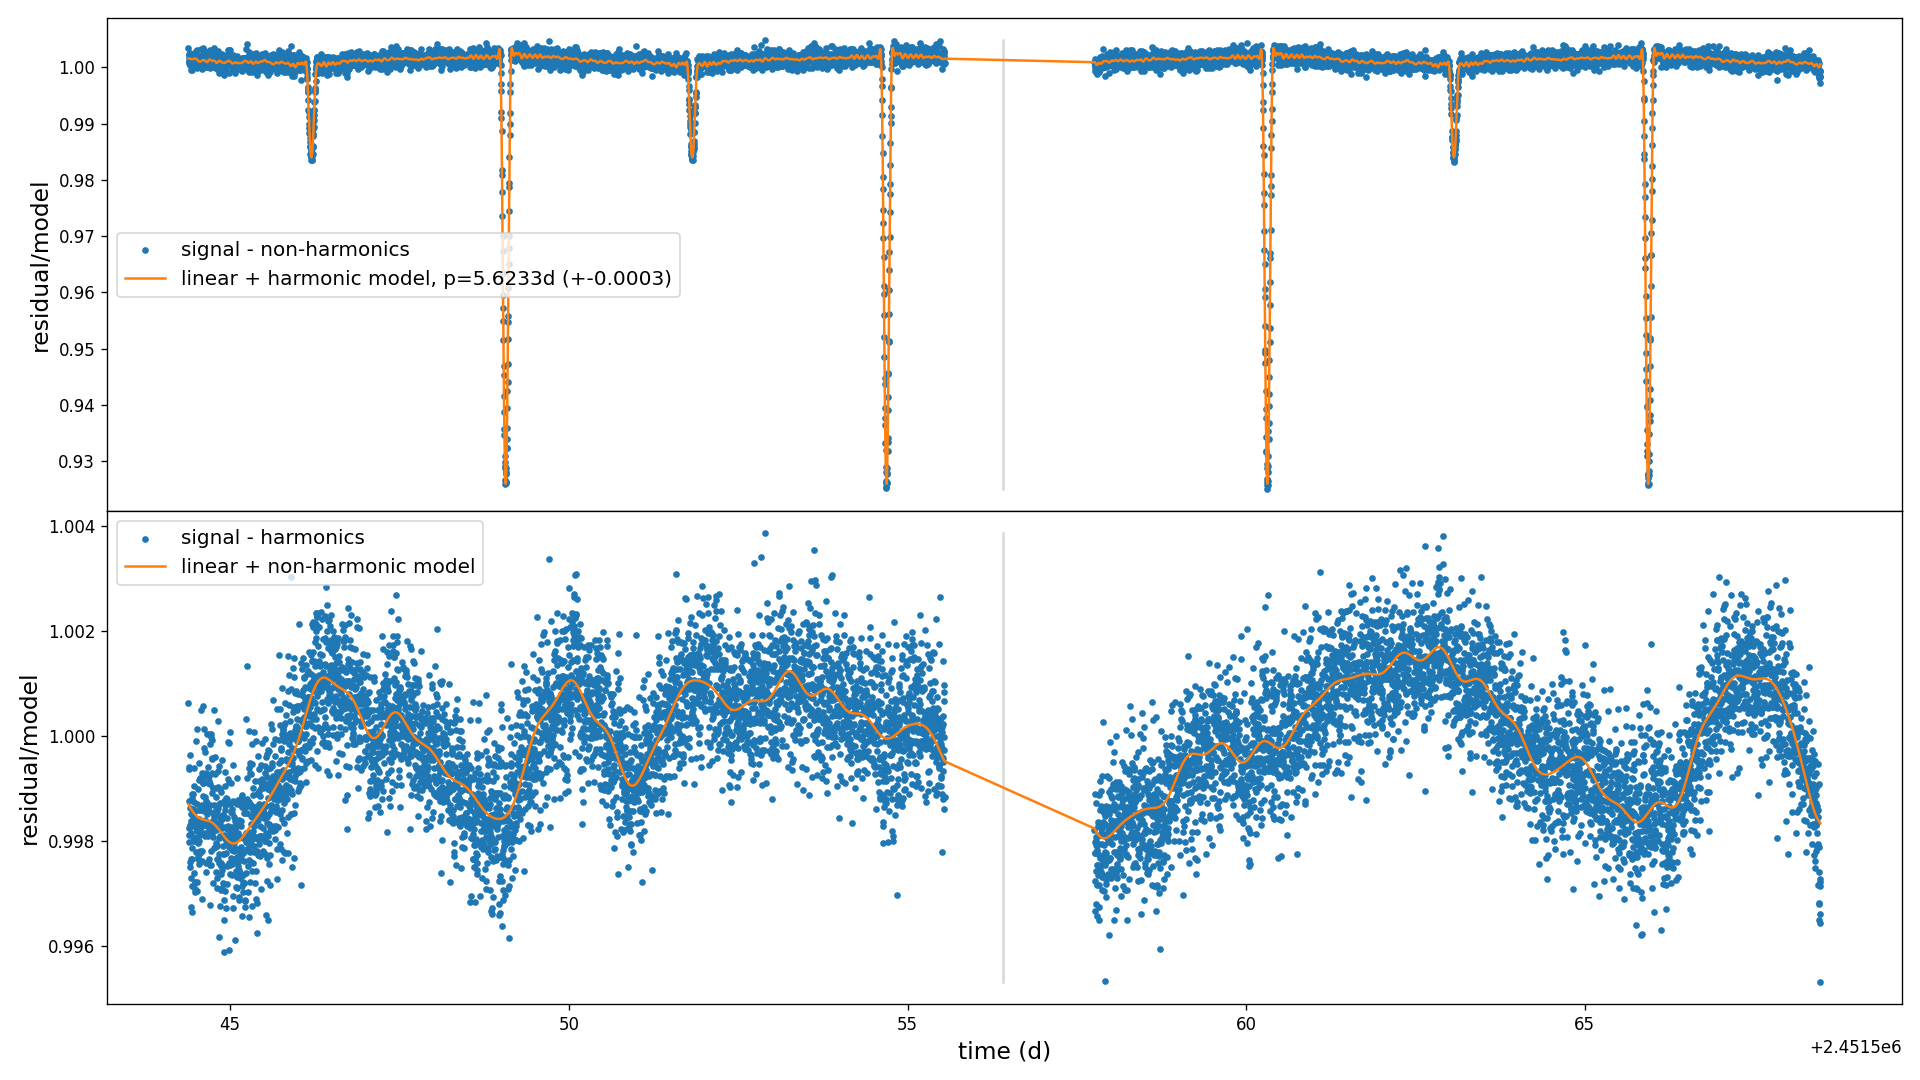 1.00
0.99
0.98
0.97
0.96
0.95
0.94
0.93
residual/model
signal - non-harmonics
linear + harmonic model, p=5.6233d (+-0.0003)
1.004
1.002
1.000
0.998
0.996
residual/model
signal - harmonics
linear + non-harmonic model
45
50
55
60
65
time (d)
+2.4515e6